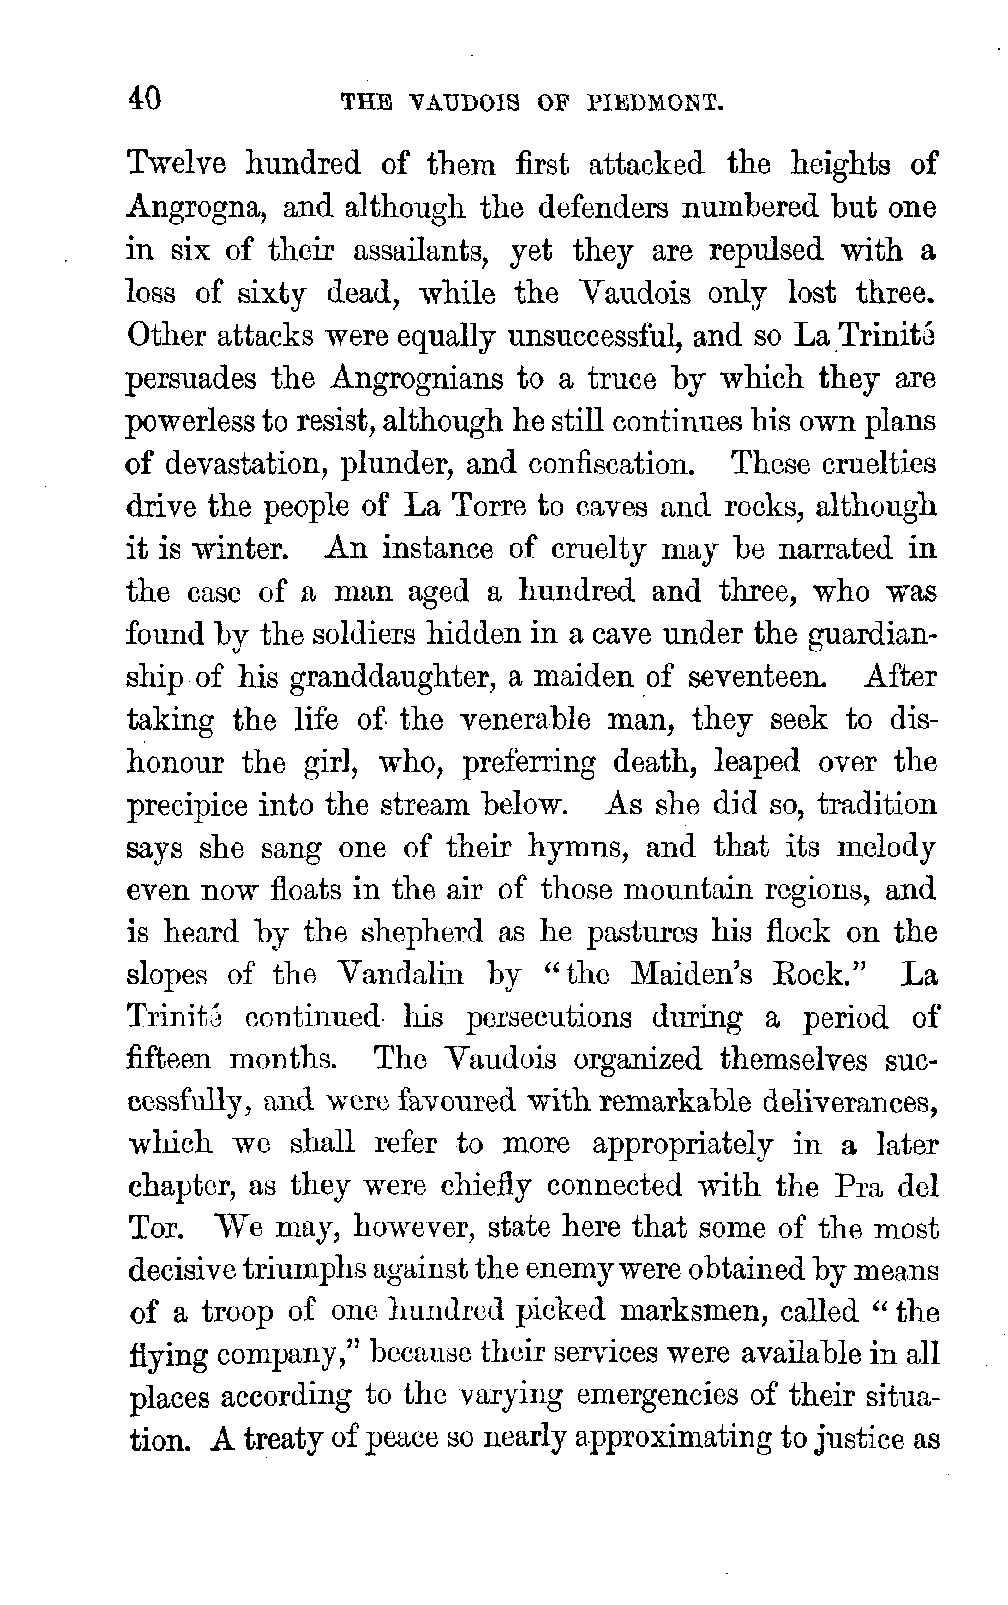 40 THE VAUDOIS OF PIEDMONT.
Twelve hundred of them first attacked the heights of
Angrogna, and although the defenders numbered but one
in six of their assailants, yet they are repulsed with a
loss of sixty dead, while the Vaudois only lost three.
Other attacks were equally unsuccessful, and so La Trinité
persuades the Angrognians to a truce by which they are
powerless to resist, although he still continues his own plans
of devastation, plunder, and confiscation. These cruelties
drive the people of La Torre to caves and rocks, although
it is winter. An instance of cruelty may be narrated in
the case of a man aged a hundred and three, who was
found by the soldiers hidden in a cave under the guardian-
ship of his granddaughter, a maiden of seventeen. After
taking the life of the venerable man, they seek to dis-
honour the girl, who, preferring death, leaped over the
precipice into the stream below. As she did so, tradition
says she sang one of their hymns, and that its melody
even now floats in the air of those mountain regions, and
is heard by the shepherd as he pastures his flock on the
slopes of the Vandalin by "the Maiden's Rock." La
Trinité continued his persecutions during a period of
fifteen months. The Vaudois organized themselves suc-
cessfully, and were favoured with remarkable deliverances,
which we shall refer to more appropriately in a later
chapter, as they were chiefly connected with the Pra del
Tor. We may, however, state here that some of the most
decisive triumphs against the enemy were obtained by means
of a troop of one hundred picked marksmen, called "the
flying company," because their services were available in all
places according to the varying emergencies of their situa-
tion. A treaty of peace so nearly approximating to justice as